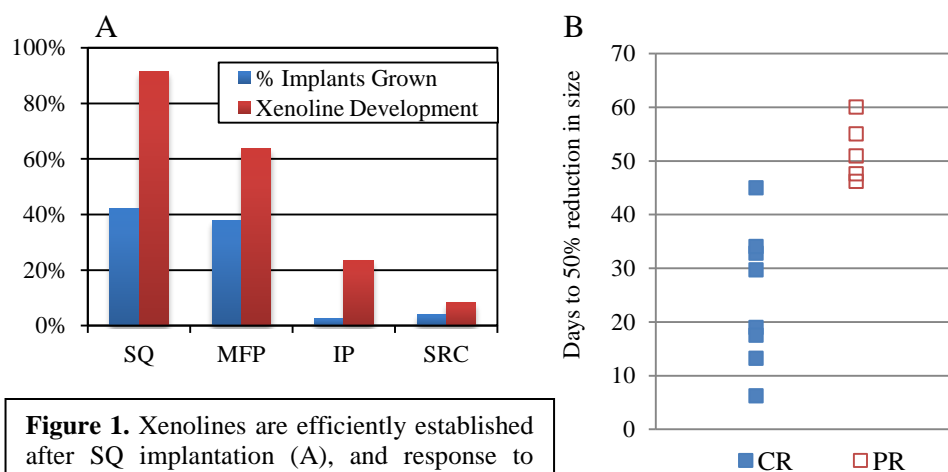 A
100%
80%
60%
40%
20%
0%
% Implants Grown
Xenoline Development
SQ MFP IP SRC
Figure 1. Xenolines are efficiently established
after SQ implantation (A), and response to
B
Days to 50% reduction in size
70
60
50
40
30
20
10
0
CR PR